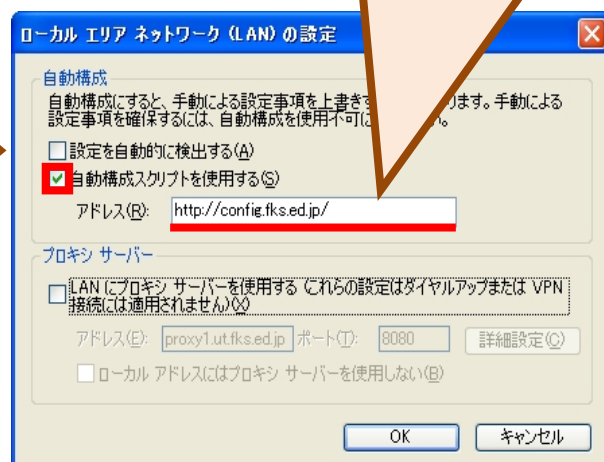 ローカル エリア ネットワーク (LAN) の設定
自動構成
自動構成にすると、手動による設定事項を上書きす
ります。手動による
設定事項を確保するには、自動構成を使用不可に
い。
設定を自動的に検出する(A)
自動構成スクリプトを使用する(S)
アドレス(R): http://config.fks.ed.jp/
プロキシ サーバー
LAN にプロキシ サーバーを使用する (これらの設定はダイヤルアップまたは VPN
接続には適用されません)(X)
アドレス(E): proxy1.ut.fks.ed.jp ポート(T): 8080 詳細設定(C)
ローカル アドレスにはプロキシ サーバーを使用しない(B)
OK キャンセル